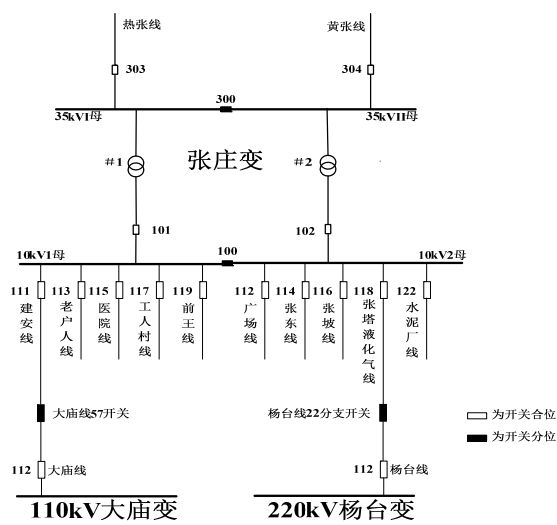 热张线
黄张线
303
304
300
35kVI母
35kVII母
#1
张庄变
#2
101
102
10kV1母
100
10kV2母
111
113
115
117
119
112
114
116
118
122
建安线
老户人线
医院线
工人村线
前王线
广场线
张东线
张坡线
张塔液化气线
水泥厂线
大庙线57开关
杨台线22分支开关
为开关合位
为开关分位
112
大庙线
112
杨台线
110kV大庙变
220kV杨台变